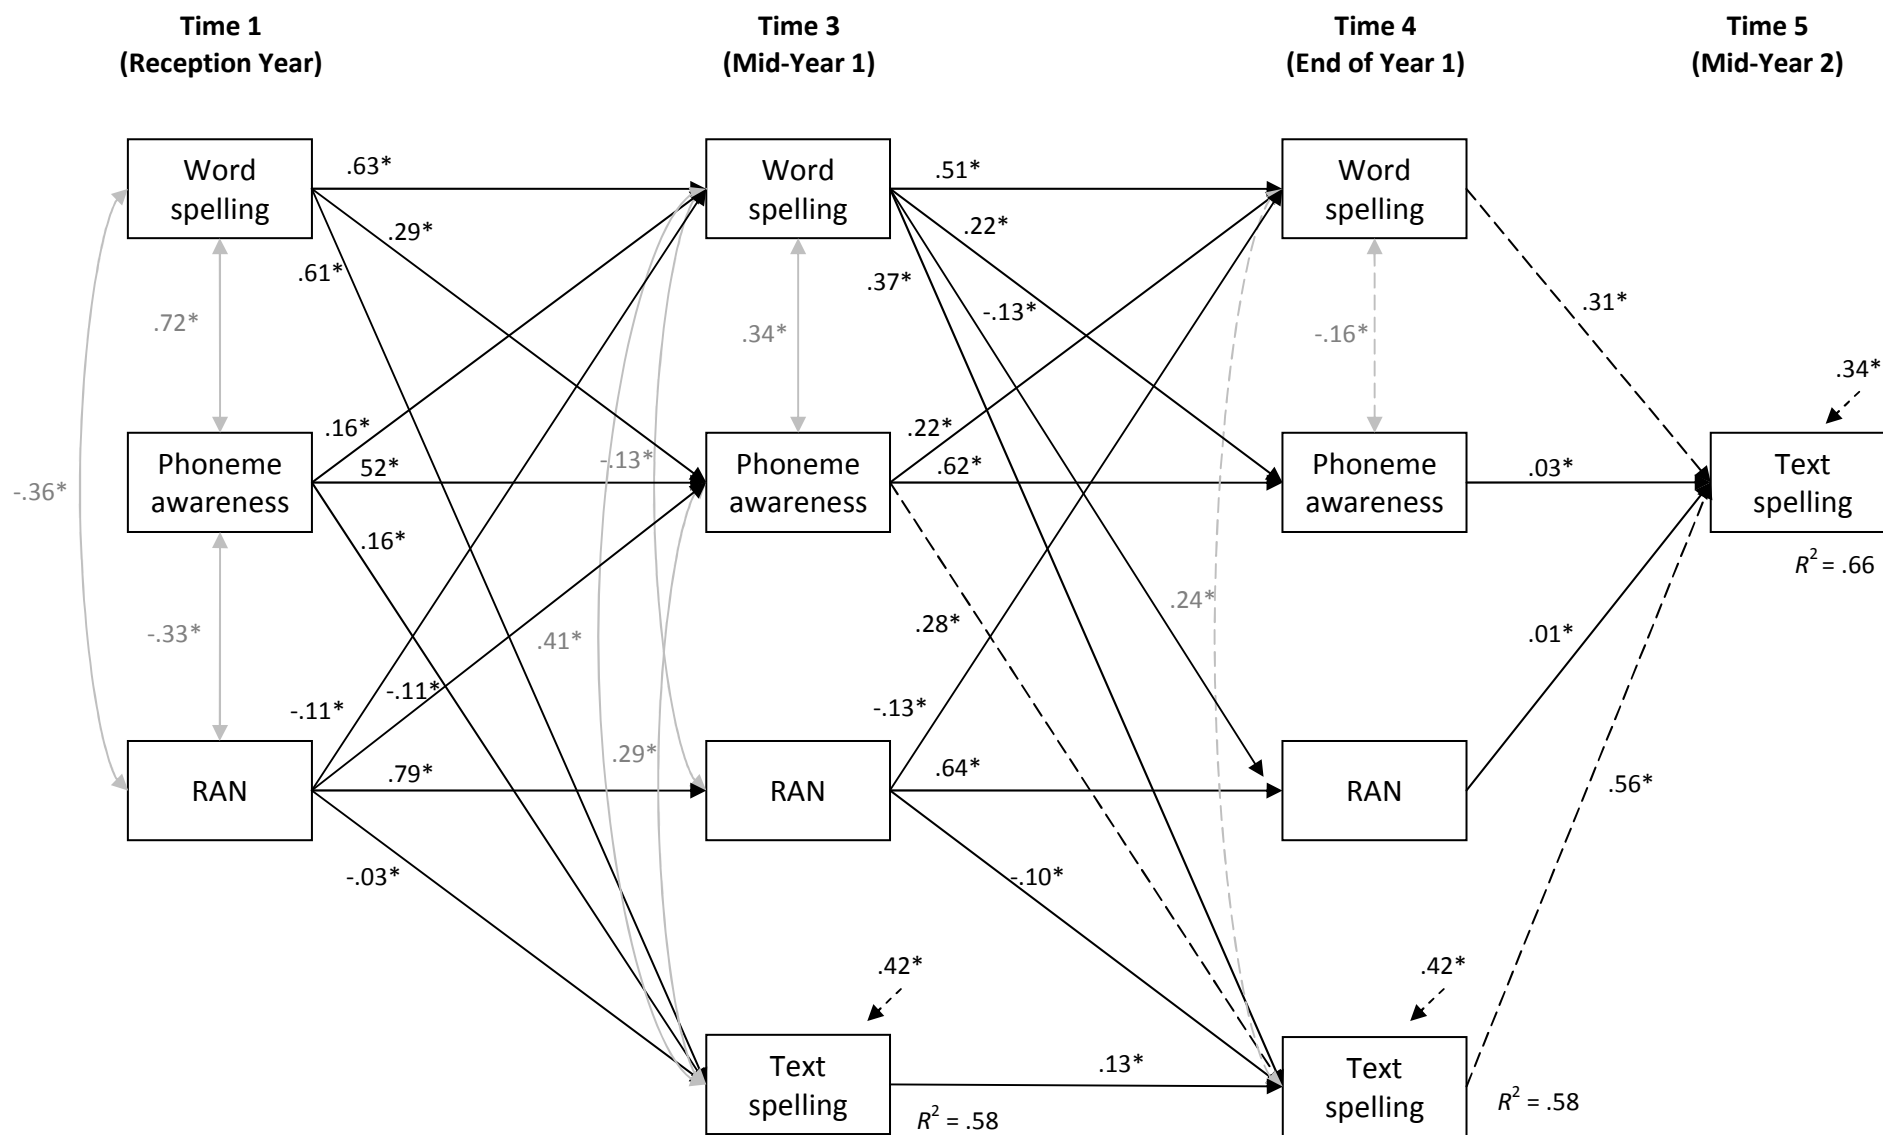 Time 1
(Reception Year)
Time 3
(Mid-Year 1)
Time 4
(End of Year 1)
Time 5
(Mid-Year 2)
Word
spelling
.63*
.29*
.61*
.72*
Phoneme
awareness
.16*
52*
.16*
-.36*
-.33*
RAN
-.11*
-.11*
.79*
-.03*
Word
spelling
.51*
.22*
.37*
-.13*
.34*
-.13*
Phoneme
awareness
.22*
.62*
.28*
.41*
.29*
RAN
-.13*
.64*
-.10*
.42*
Text
spelling
.13*
R² = .58
Word
spelling
.31*
-.16*
Phoneme
awareness
.03*
.24*
RAN
.01*
.56*
.42*
Text
spelling
R² = .58
.34*
Text
spelling
R² = .66